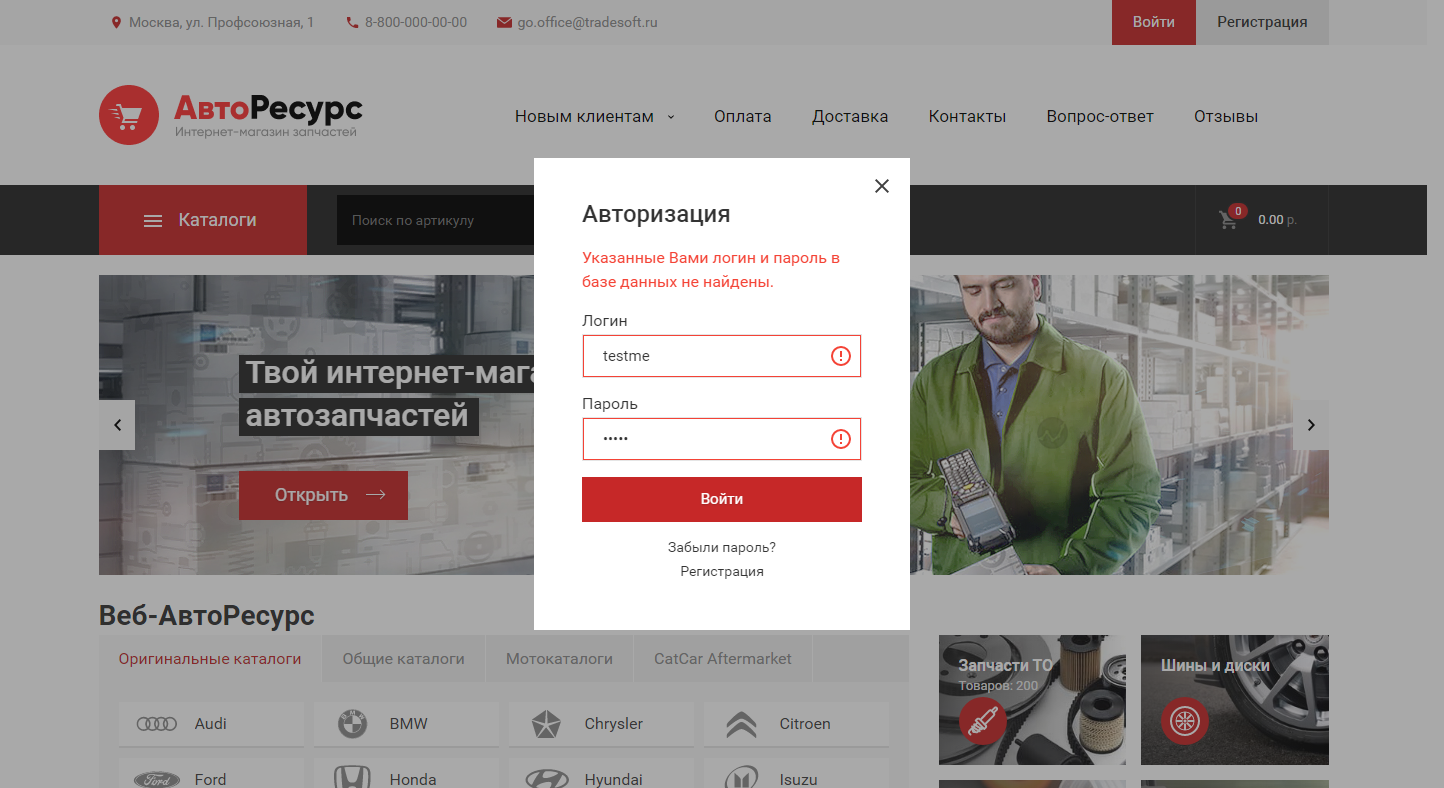 Москва, ул. Профсоюзная, 1
8-800-000-00-00
go.office@tradesoft.ru
Войти
Регистрация
АвтоРесурс
Интернет-магазин запчастей
Новым клиентам
Оплата
Доставка
Контакты
Вопрос-ответ
Отзывы
Каталоги
Поиск по артикулу
0
0.00 р.
Авторизация
Указанные Вами логин и пароль в
базе данных не найдены.
Логин
testme
Пароль
•••••
Войти
Забыли пароль?
Регистрация
Твой интернет-мага
автозапчастей
Открыть
Веб-АвтоРесурс
Оригинальные каталоги
Общие каталоги
Мотокаталоги
CatCar Aftermarket
Audi
BMW
Chrysler
Citroen
Ford
Honda
Hyundai
Isuzu
Запчасти ТО
Товаров: 200
Шины и диски